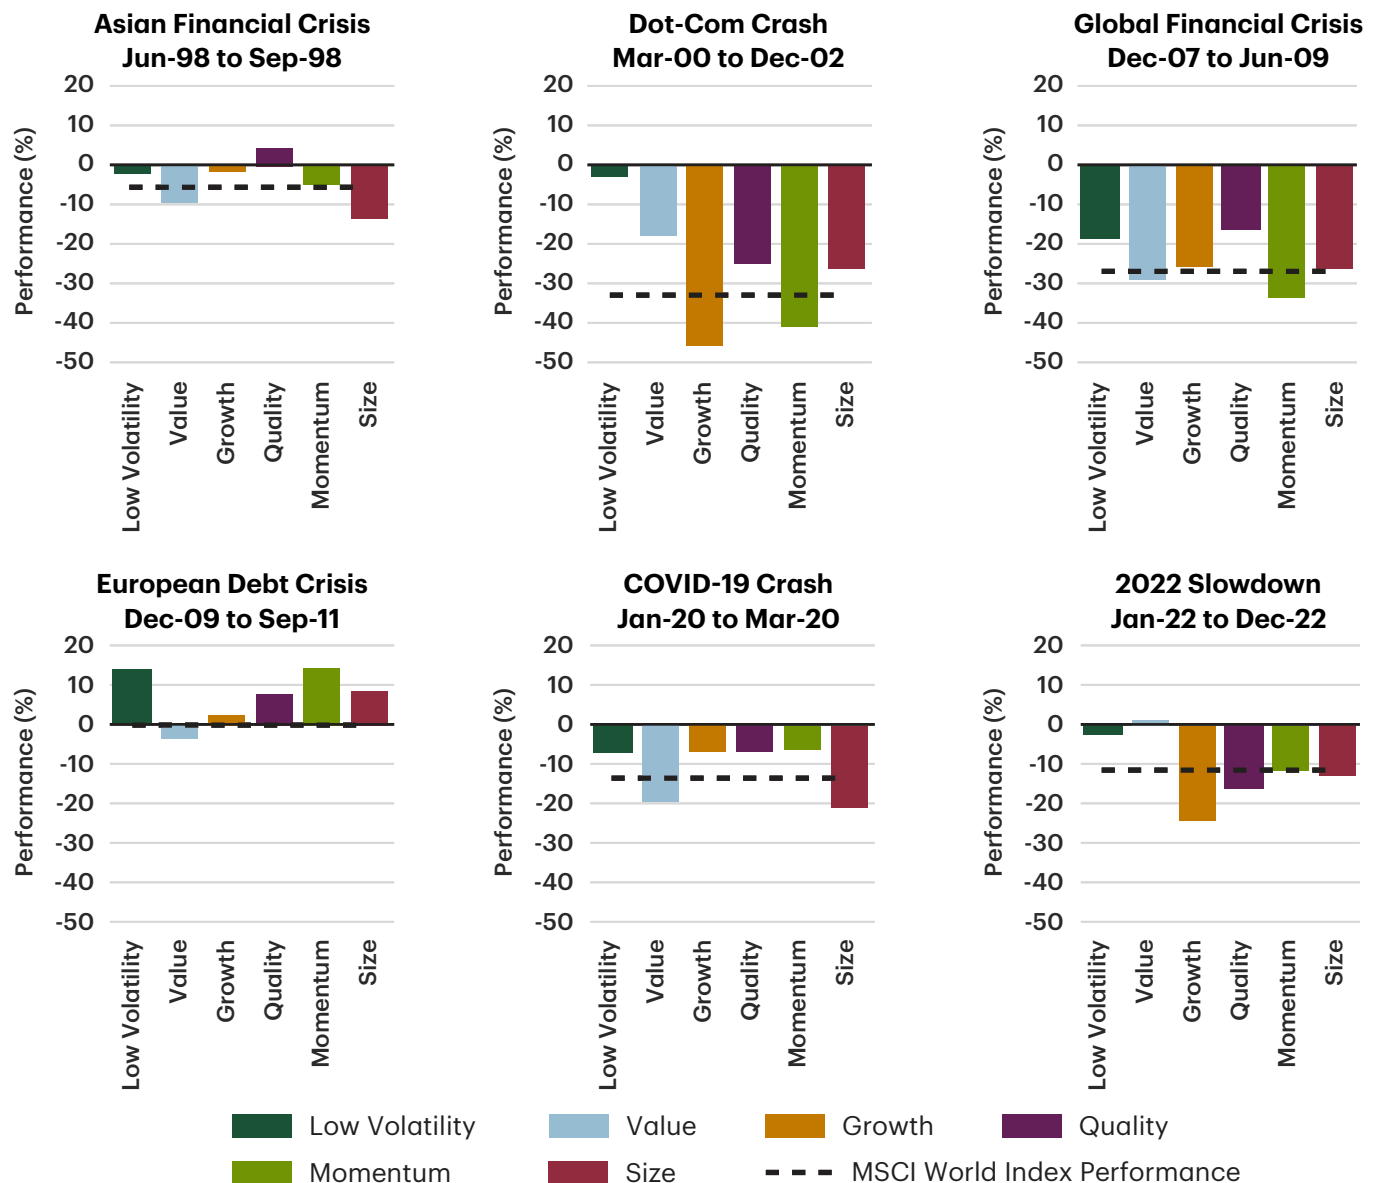 Asian Financial Crisis
Jun-98 to Sep-98
Performance (%)
20
10
0
-10
-20
-30
-40
-50
Low Volatility
Value
Growth
Quality
Momentum
Size
Dot-Com Crash
Mar-00 to Dec-02
Performance (%)
20
10
0
-10
-20
-30
-40
-50
Low Volatility
Value
Growth
Quality
Momentum
Size
Global Financial Crisis
Dec-07 to Jun-09
Performance (%)
20
10
0
-10
-20
-30
-40
-50
Low Volatility
Value
Growth
Quality
Momentum
Size
European Debt Crisis
Dec-09 to Sep-11
Performance (%)
20
10
0
-10
-20
-30
-40
-50
Low Volatility
Value
Growth
Quality
Momentum
Size
COVID-19 Crash
Jan-20 to Mar-20
Performance (%)
20
10
0
-10
-20
-30
-40
-50
Low Volatility
Value
Growth
Quality
Momentum
Size
2022 Slowdown
Jan-22 to Dec-22
Performance (%)
20
10
0
-10
-20
-30
-40
-50
Low Volatility
Value
Growth
Quality
Momentum
Size
Low Volatility
Value
Growth
Quality
Momentum
Size
MSCI World Index Performance